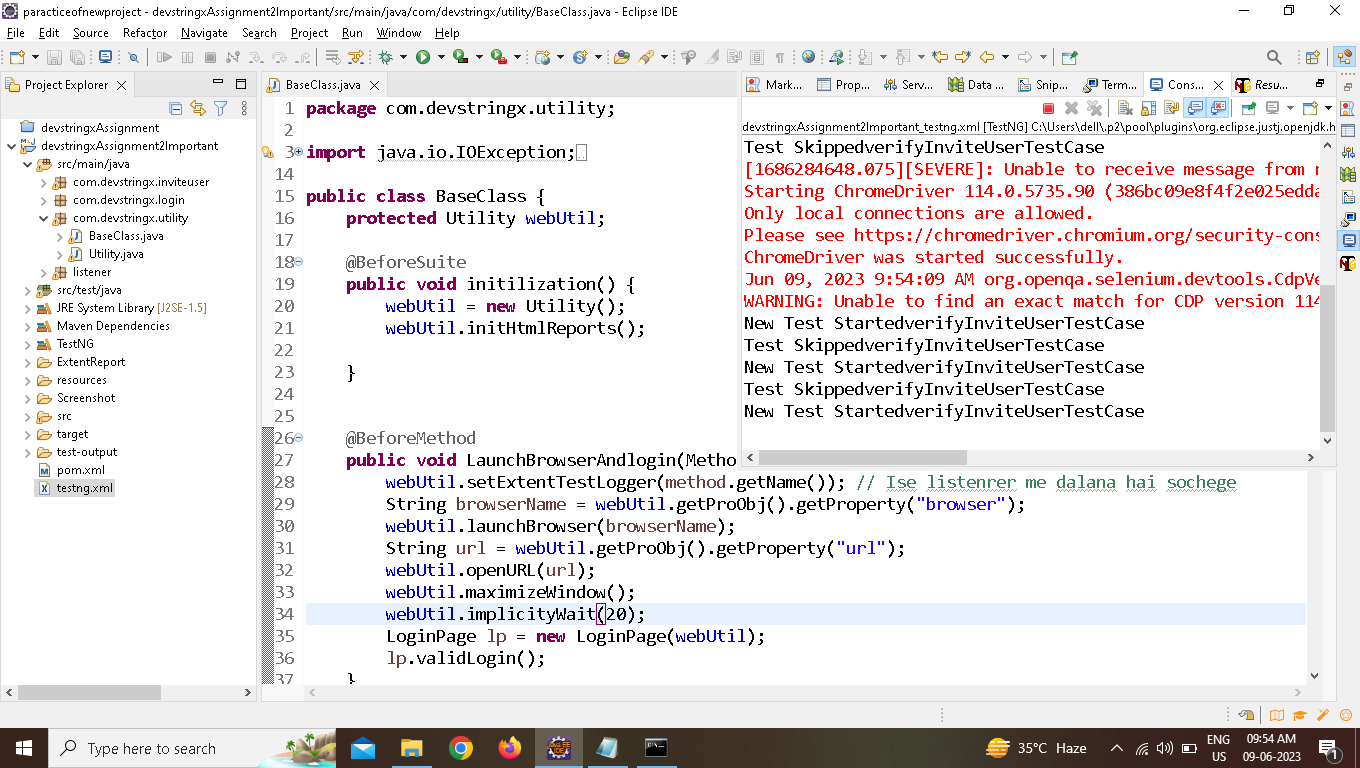 paracticeofnewproject - devstringxAssignment2Important/src/main/java/com/devstringx/utility/BaseClass.java - Eclipse IDE
File Edit Source Refactor Navigate Search Project Run Window Help
Project Explorer
devstringxAssignment
devstringxAssignment2Important
src/main/java
com.devstringx.inviteuser
com.devstringx.login
com.devstringx.utility
BaseClass.java
Utility.java
listener
src/test/java
JRE System Library [J2SE-1.5]
Maven Dependencies
TestNG
ExtentReport
resources
Screenshot
src
target
test-output
pom.xml
testng.xml
BaseClass.java
1 package com.devstringx.utility;
2
3 import java.io.IOException;
14
15 public class BaseClass {
16 protected Utility webUtil;
17
18 @BeforeSuite
19 public void initilization() {
20 webUtil = new Utility();
21 webUtil.initHtmlReports();
22
23 }
24
25
26 @BeforeMethod
27 public void LaunchBrowserAndlogin(Metho
28 webUtil.setExtentTestLogger(method.getName()); // Ise listenrer me dalana hai sochege
29 String browserName = webUtil.getProObj().getProperty("browser");
30 webUtil.launchBrowser(browserName);
31 String url = webUtil.getProObj().getProperty("url");
32 webUtil.openURL(url);
33 webUtil.maximizeWindow();
34 webUtil.implicityWait(20);
35 LoginPage lp = new LoginPage(webUtil);
36 lp.validLogin();
37 }
Mark... Prop... Serv... Data ... Snip... Term... Cons... Resu...
devstringxAssignment2Important_testng.xml [TestNG] C:\Users\dell\.p2\pool\plugins\org.eclipse.justj.openjdk.h
Test SkippedverifyInviteUserTestCase
[1686284648.075][SEVERE]: Unable to receive message from r
Starting ChromeDriver 114.0.5735.90 (386bc09e8f4f2e025edda
Only local connections are allowed.
Please see https://chromedriver.chromium.org/security-cons
ChromeDriver was started successfully.
Jun 09, 2023 9:54:09 AM org.openqa.selenium.devtools.CdpVe
WARNING: Unable to find an exact match for CDP version 114
New Test StartedverifyInviteUserTestCase
Test SkippedverifyInviteUserTestCase
New Test StartedverifyInviteUserTestCase
Test SkippedverifyInviteUserTestCase
New Test StartedverifyInviteUserTestCase
Type here to search
35°C Haze
ENG
US
09:54 AM
09-06-2023
1